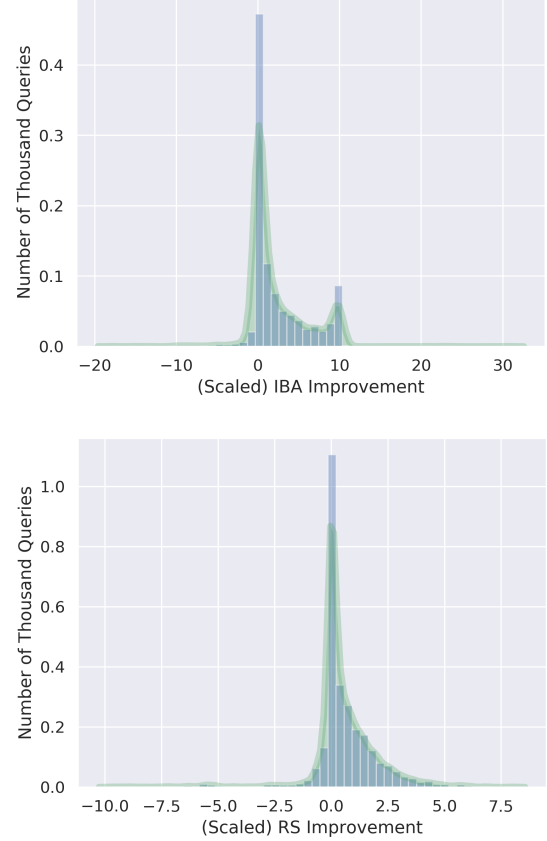 Number of Thousand Queries
0.4
0.3
0.2
0.1
0.0
−20 −10 0 10 20 30
(Scaled) IBA Improvement
Number of Thousand Queries
1.0
0.8
0.6
0.4
0.2
0.0
−10.0 −7.5 −5.0 −2.5 0.0 2.5 5.0 7.5
(Scaled) RS Improvement